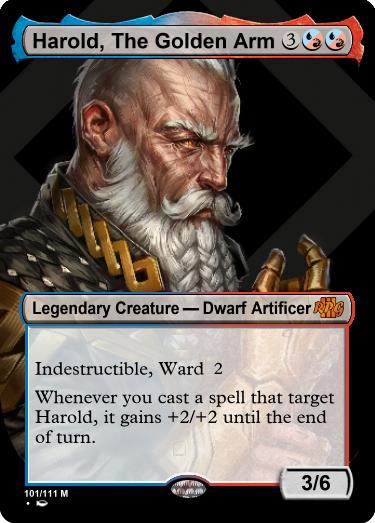 Harold, The Golden Arm 3
Legendary Creature — Dwarf Artificer RPG
Indestructible, Ward 2
Whenever you cast a spell that target
Harold, it gains +2/+2 until the end
of turn.
3/6
101/111 M